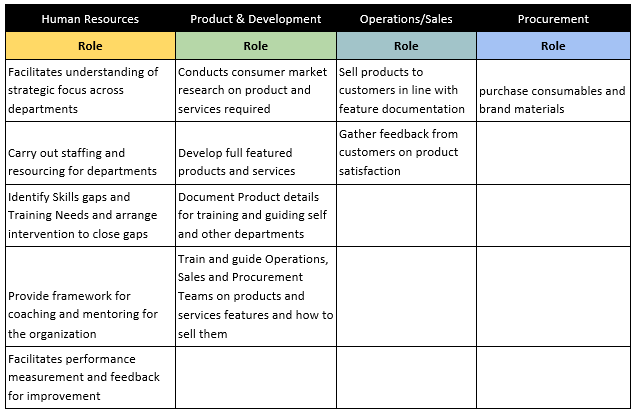 Human Resources
Product & Development
Operations/Sales
Procurement
Role
Role
Role
Role
Facilitates understanding of
strategic focus across
departments
Conducts consumer market
research on product and
services required
Sell products to
customers in line with
feature documentation
purchase consumables and
brand materials
Carry out staffing and
resourcing for departments
Develop full featured
products and services
Gather feedback from
customers on product
satisfaction
Identify Skills gaps and
Training Needs and arrange
intervention to close gaps
Document Product details
for training and guiding self
and other departments
Provide framework for
coaching and mentoring for
the organization
Train and guide Operations,
Sales and Procurement
Teams on products and
services features and how to
sell them
Facilitates performance
measurement and feedback
for improvement